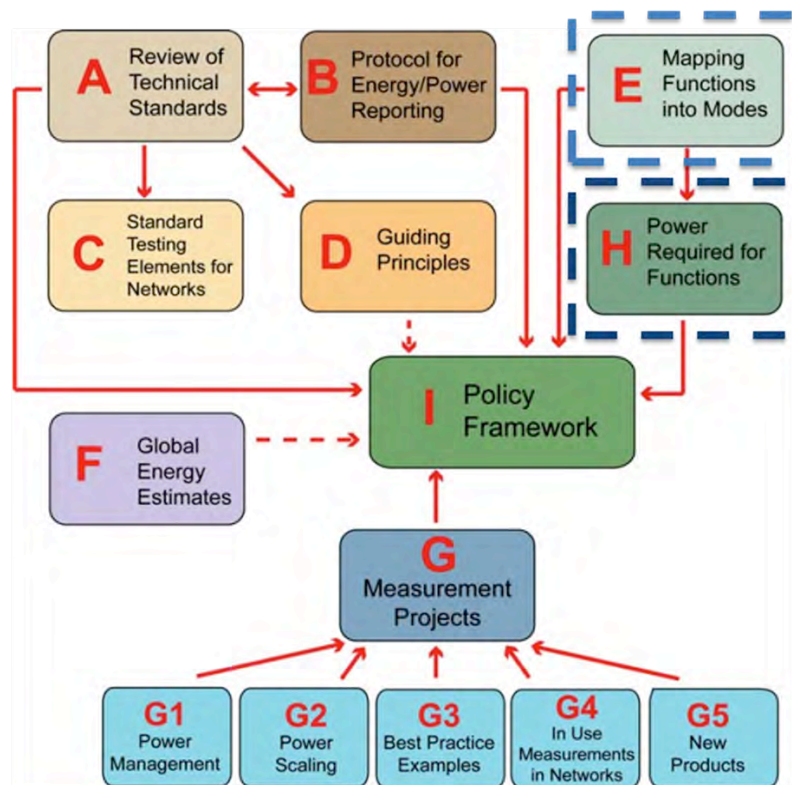 A
Review of
Technical
Standards
B
Protocol for
Energy/Power
Reporting
E
Mapping
Functions
into Modes
C
Standard
Testing
Elements for
Networks
D
Guiding
Principles
H
Power
Required for
Functions
I
Policy
Framework
F
Global
Energy
Estimates
G
Measurement
Projects
G1
Power
Management
G2
Power
Scaling
G3
Best Practice
Examples
G4
In Use
Measurements
in Networks
G5
New
Products